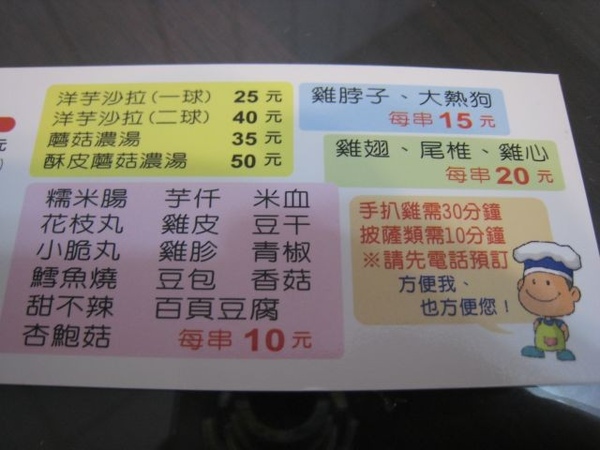 洋芋沙拉(一球) 25 元
洋芋沙拉(二球) 40 元
蘑菇濃湯 35 元
酥皮蘑菇濃湯 50 元
雞脖子、大熱狗
每串 15 元
雞翅、尾椎、雞心
每串 20 元
糯米腸 芋仔 米血
花枝丸 雞皮 豆干
小脆丸 雞胗 青椒
鱈魚燒 豆包 香菇
甜不辣 百頁豆腐
杏鮑菇 每串 10 元
手扒雞需30分鐘
披薩類需10分鐘
※請先電話預訂
方便我、
也方便您!
元